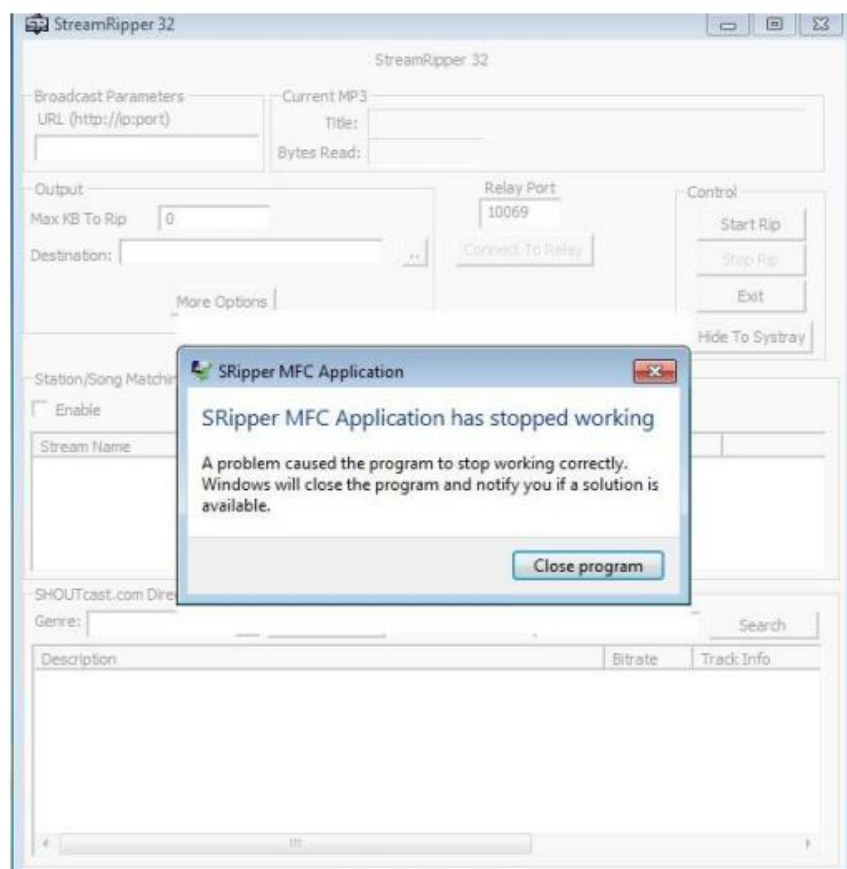 StreamRipper 32
StreamRipper 32
Broadcast Parameters
URL (http://ip:port)
Current MP3
Title:
Bytes Read:
Output
Max KB To Rip 0
Destination: ..
More Options
Relay Port
10069
Connect To Relay
Control
Start Rip
Stop Rip
Exit
Hide To Systray
Station/Song Matchin
Enable
Stream Name
SRipper MFC Application
SRipper MFC Application has stopped working
A problem caused the program to stop working correctly.
Windows will close the program and notify you if a solution is
available.
Close program
SHOUTcast.com Dire
Genre:
Search
Description Bitrate Track Info